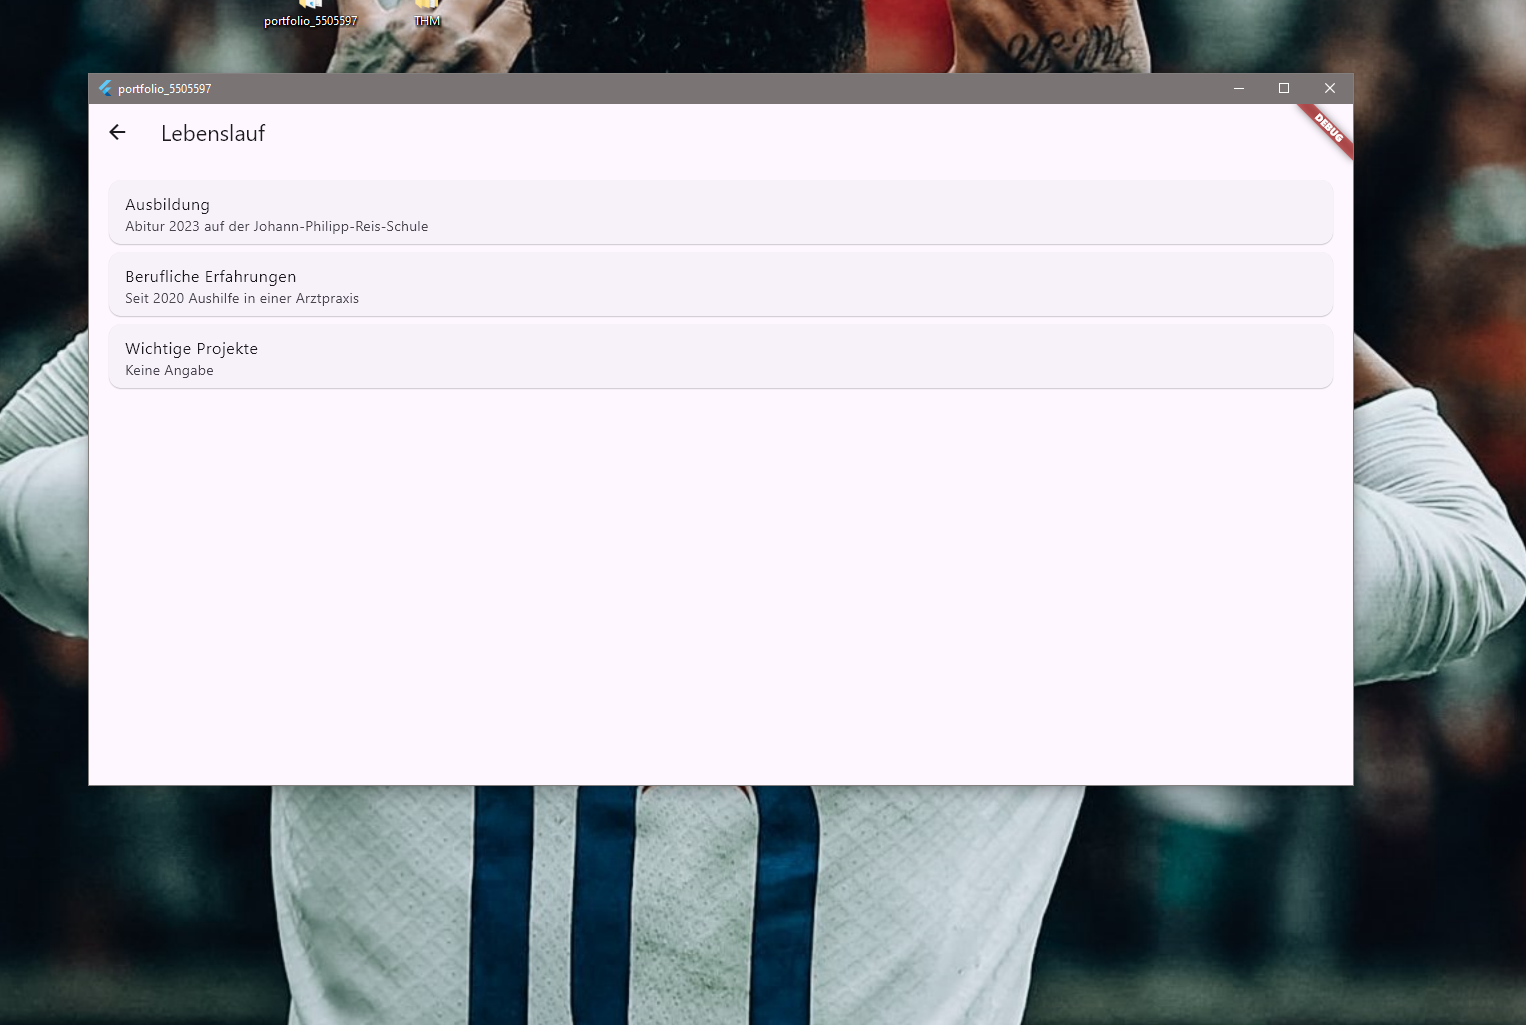 portfolio_5505597
THM
portfolio_5505597
Lebenslauf
DEBUG
Ausbildung
Abitur 2023 auf der Johann-Philipp-Reis-Schule
Berufliche Erfahrungen
Seit 2020 Aushilfe in einer Arztpraxis
Wichtige Projekte
Keine Angabe